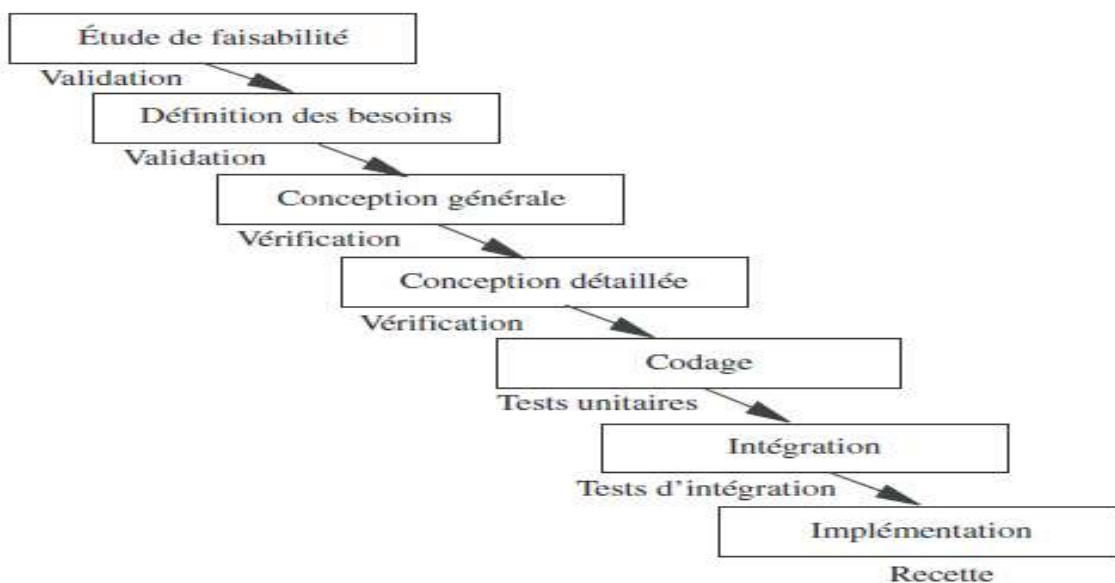 Étude de faisabilité
Validation
Définition des besoins
Validation
Conception générale
Vérification
Conception détaillée
Vérification
Codage
Tests unitaires
Intégration
Tests d'intégration
Implémentation
Recette